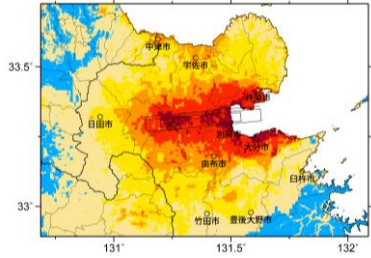 中津市
宇佐市
33.5°
杵築市
日田市
別府市
大分市
由布市
臼杵市
33°
竹田市
豊後大野市
131°
131.5°
132°